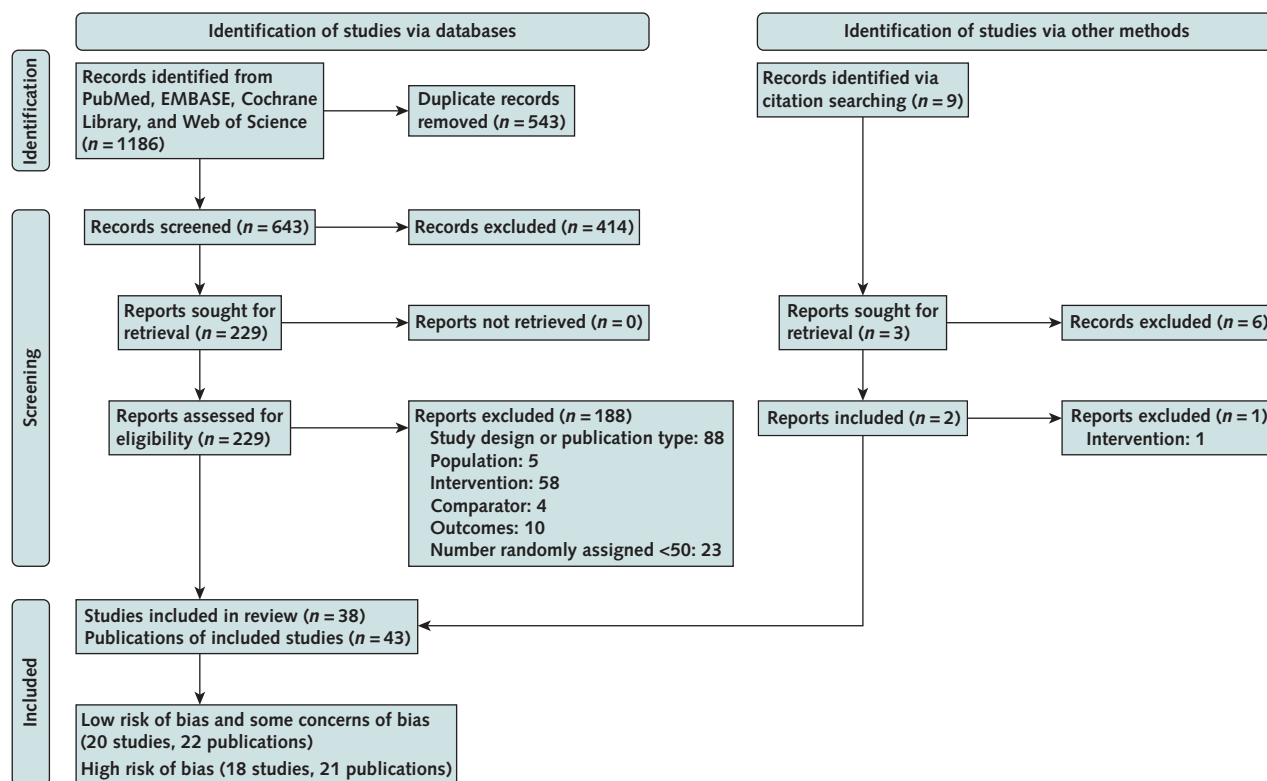 Identification of studies via databases
Identification of studies via other methods
Identification
Records identified from
PubMed, EMBASE, Cochrane
Library, and Web of Science
(n = 1186)
Duplicate records
removed (n = 543)
Records identified via
citation searching (n = 9)
Screening
Records screened (n = 643)
Records excluded (n = 414)
Reports sought for
retrieval (n = 229)
Reports not retrieved (n = 0)
Reports sought for
retrieval (n = 3)
Records excluded (n = 6)
Reports assessed for
eligibility (n = 229)
Reports excluded (n = 188)
Study design or publication type: 88
Population: 5
Intervention: 58
Comparator: 4
Outcomes: 10
Number randomly assigned <50: 23
Reports included (n = 2)
Reports excluded (n = 1)
Intervention: 1
Included
Studies included in review (n = 38)
Publications of included studies (n = 43)
Low risk of bias and some concerns of bias
(20 studies, 22 publications)
High risk of bias (18 studies, 21 publications)